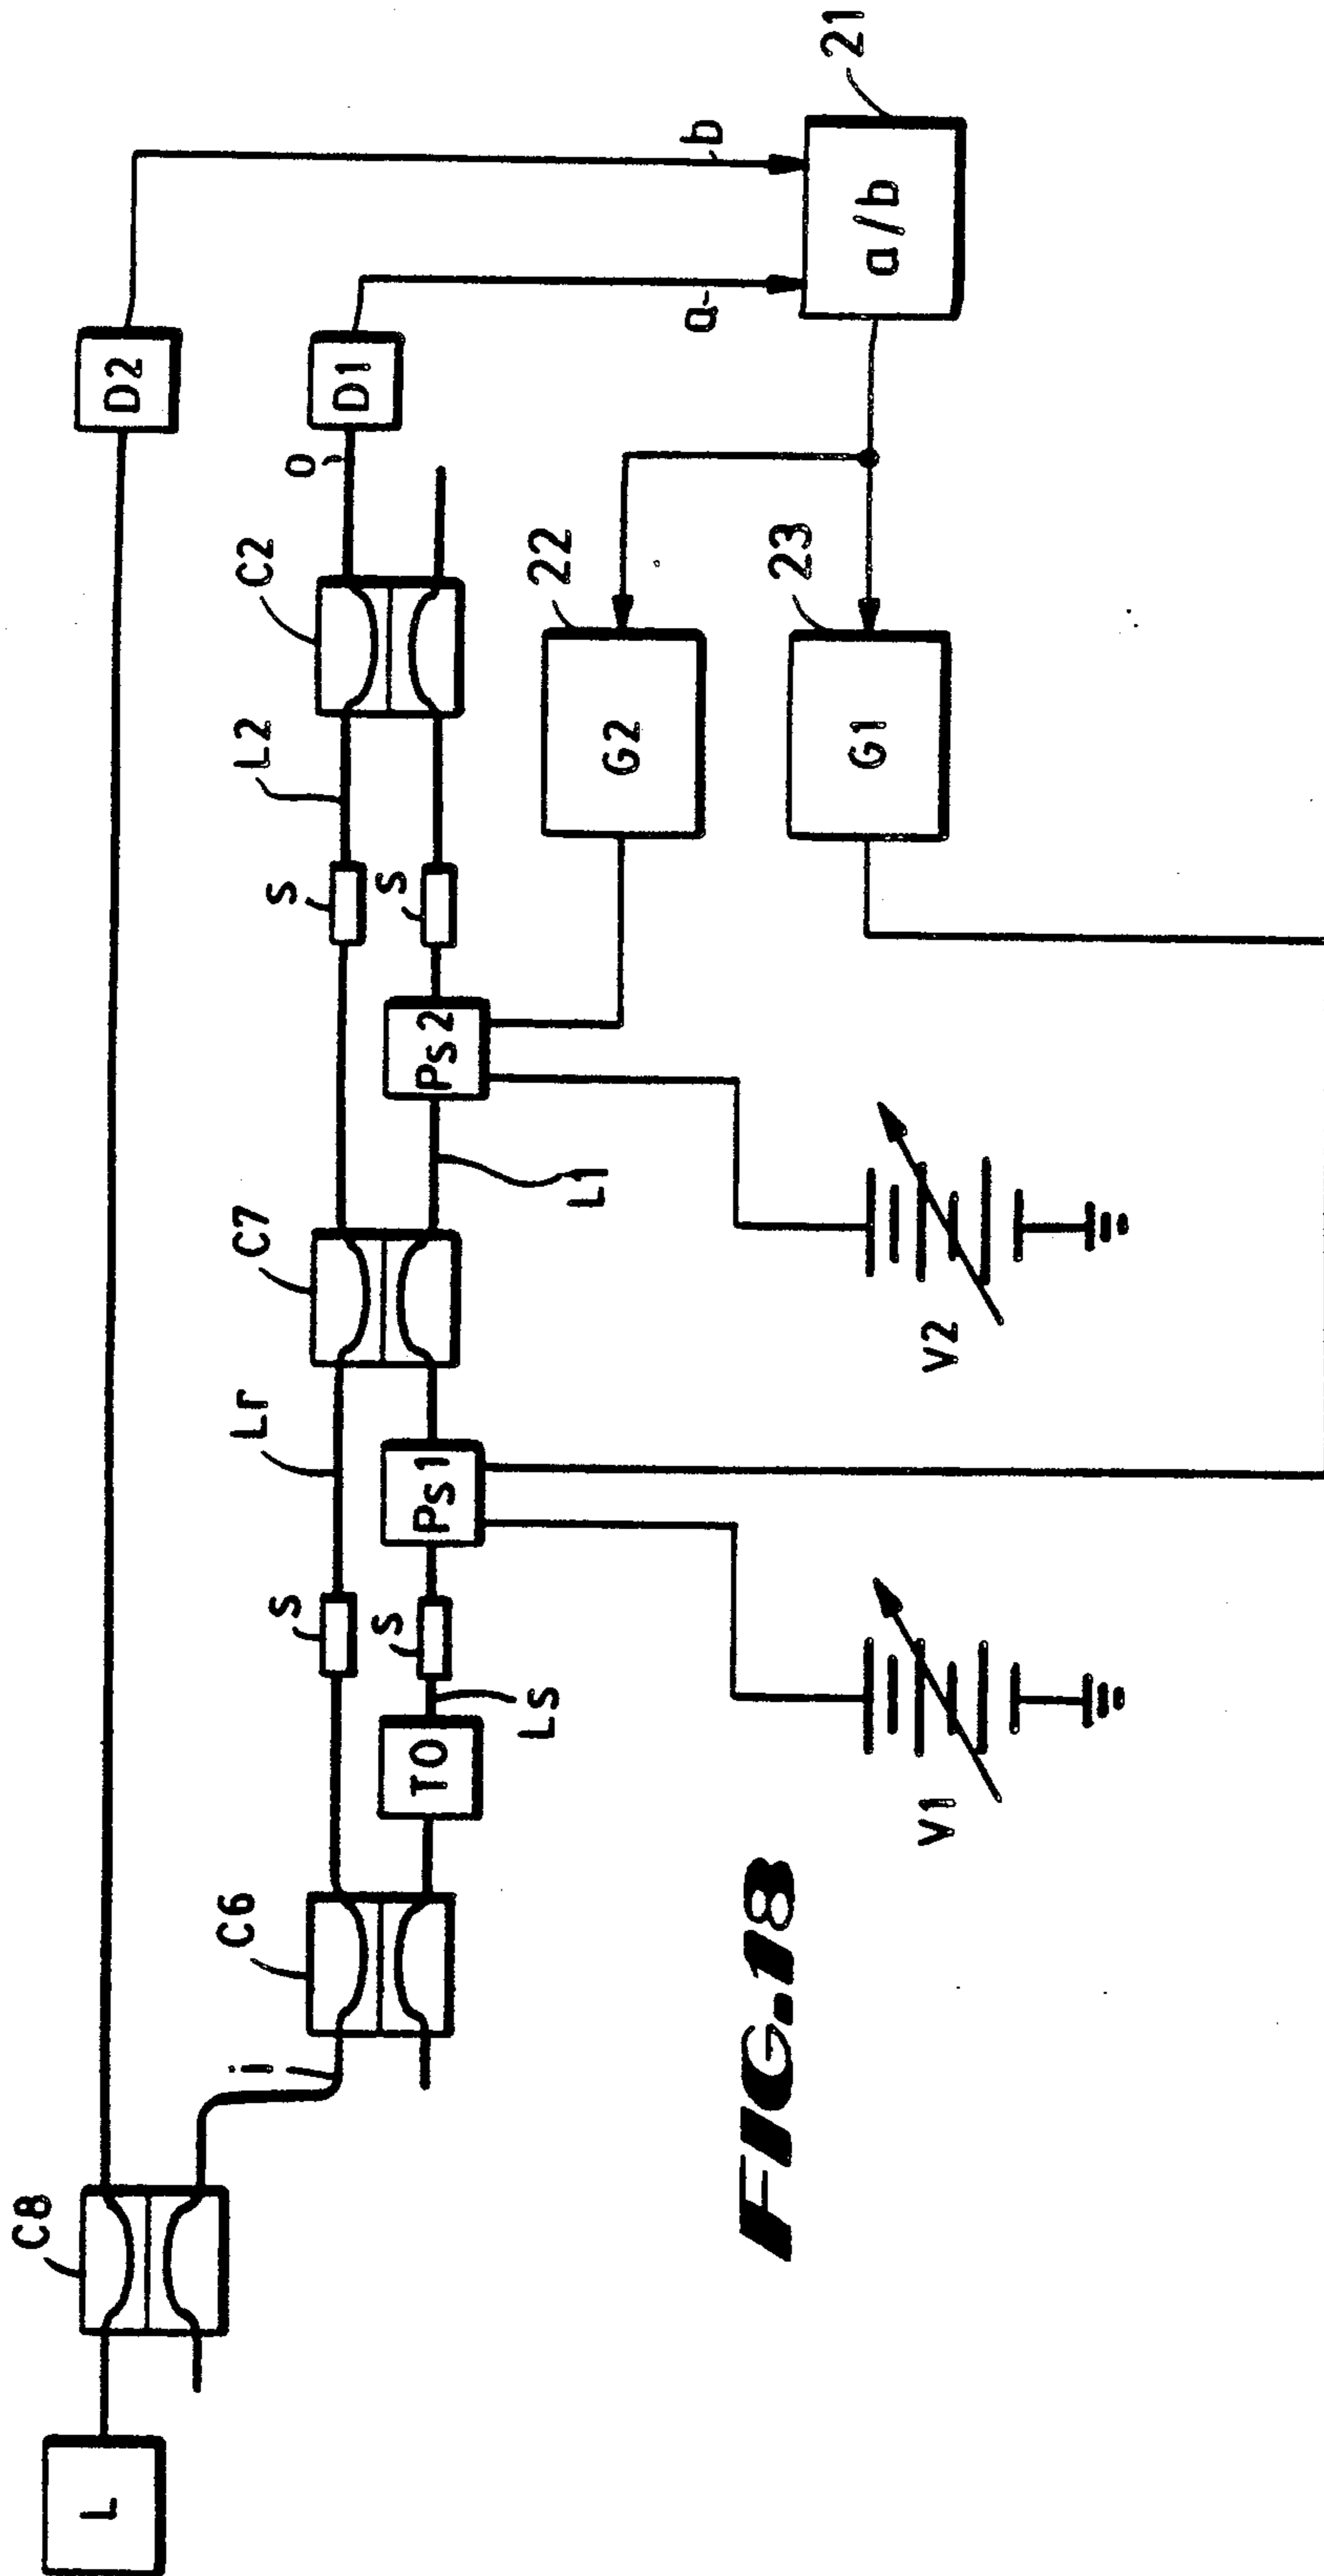 L
C8
i
C6
TO
LS
S
S
Lr
Ps1
C7
L1
Ps2
S
S
L2
C2
O
D1
D2
a
b
a/b
21
G2
22
G1
23
V1
V2
FIG.18